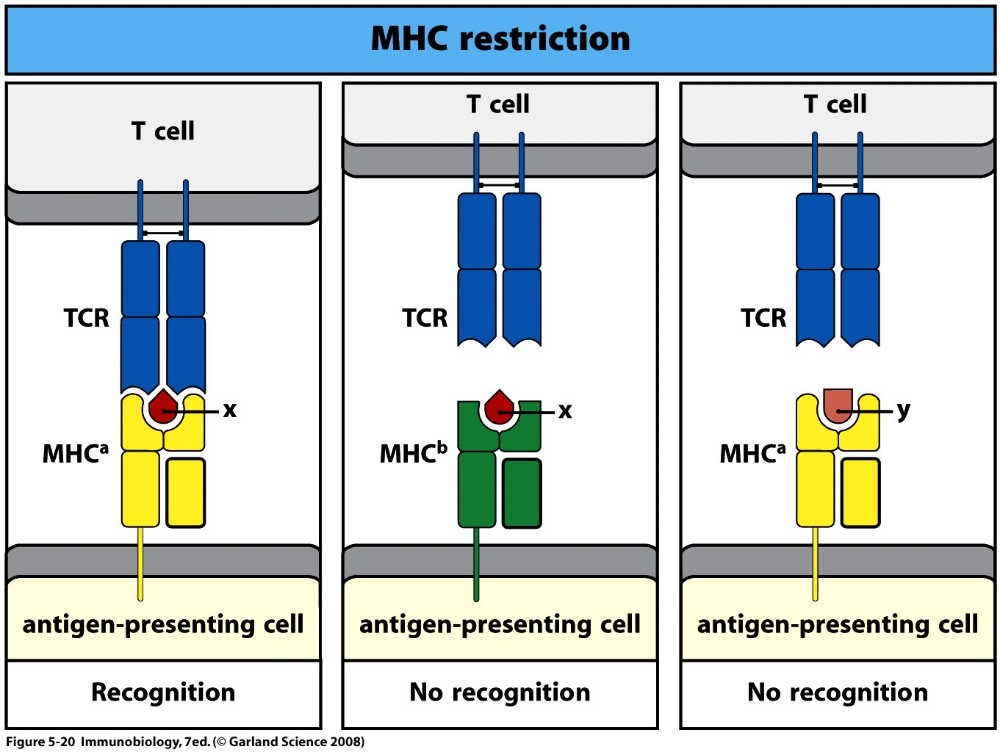 MHC restriction
T cell
TCR
x
MHCᵃ
antigen-presenting cell
Recognition
T cell
TCR
x
MHCᵇ
antigen-presenting cell
No recognition
T cell
TCR
y
MHCᵃ
antigen-presenting cell
No recognition
Figure 5-20 Immunobiology, 7ed. (© Garland Science 2008)